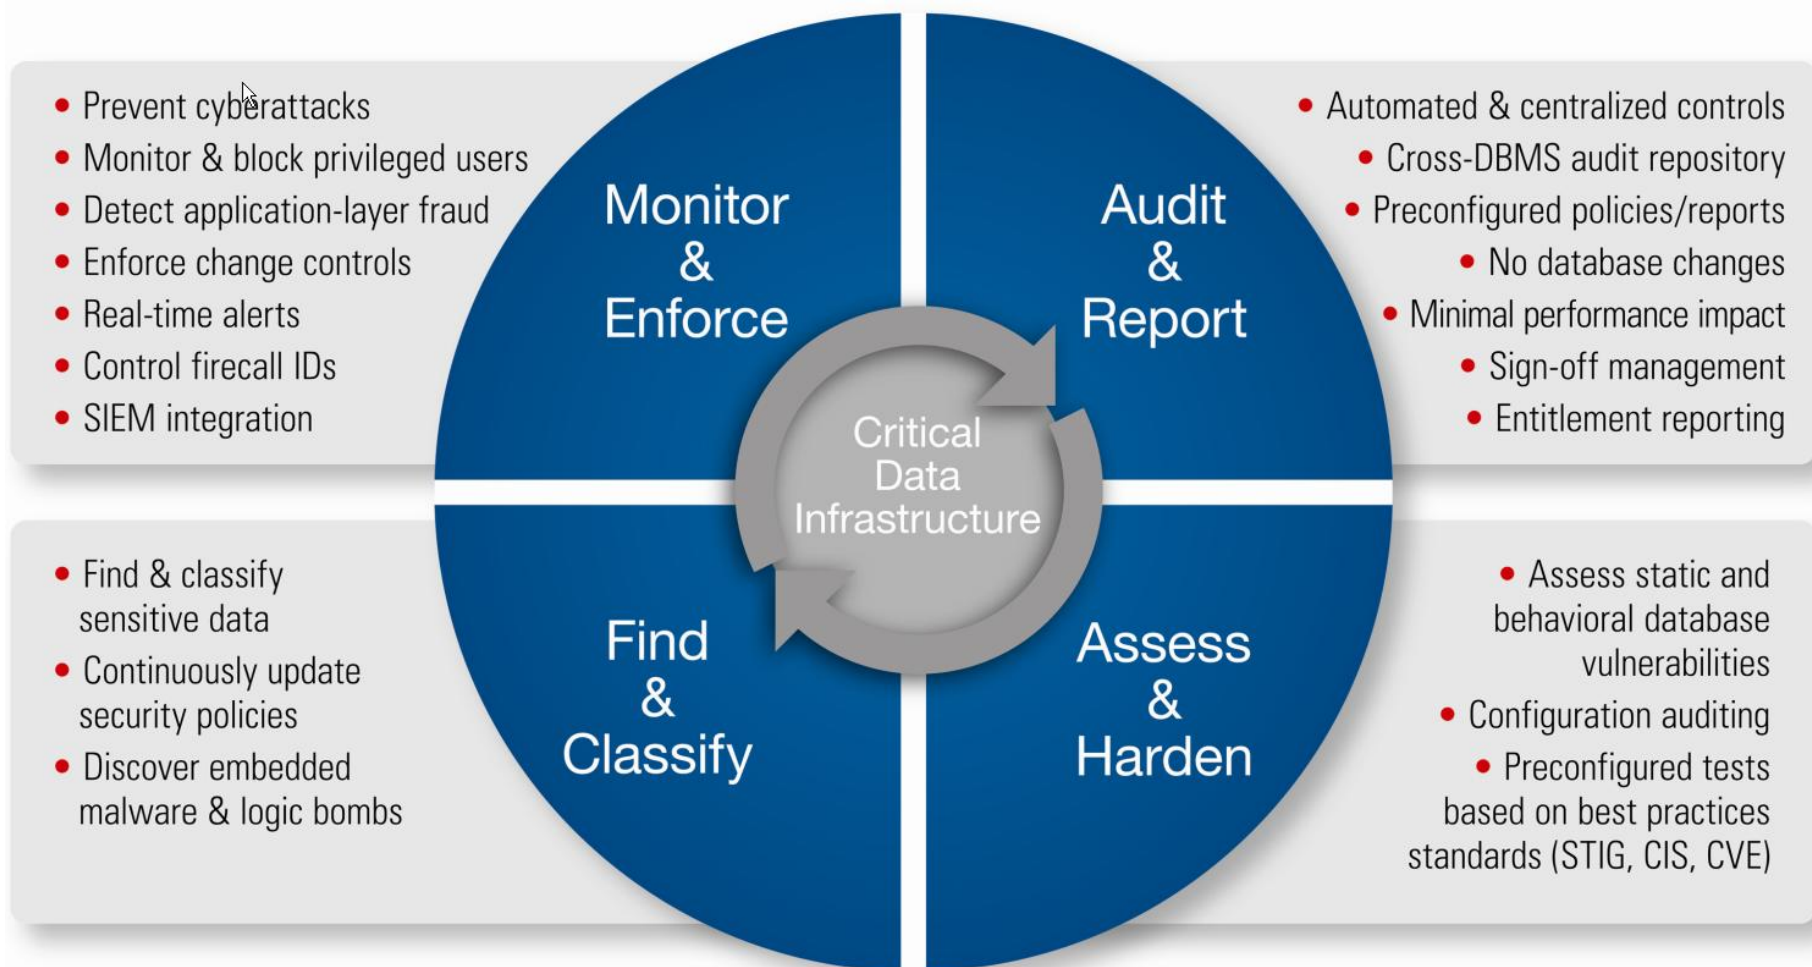 • Prevent cyberattacks
• Monitor & block privileged users
• Detect application-layer fraud
• Enforce change controls
• Real-time alerts
• Control firecall IDs
• SIEM integration
Monitor
&
Enforce
Audit
&
Report
• Automated & centralized controls
• Cross-DBMS audit repository
• Preconfigured policies/reports
• No database changes
• Minimal performance impact
• Sign-off management
• Entitlement reporting
Critical
Data
Infrastructure
• Find & classify
sensitive data
• Continuously update
security policies
• Discover embedded
malware & logic bombs
Find
&
Classify
Assess
&
Harden
• Assess static and
behavioral database
vulnerabilities
• Configuration auditing
• Preconfigured tests
based on best practices
standards (STIG, CIS, CVE)